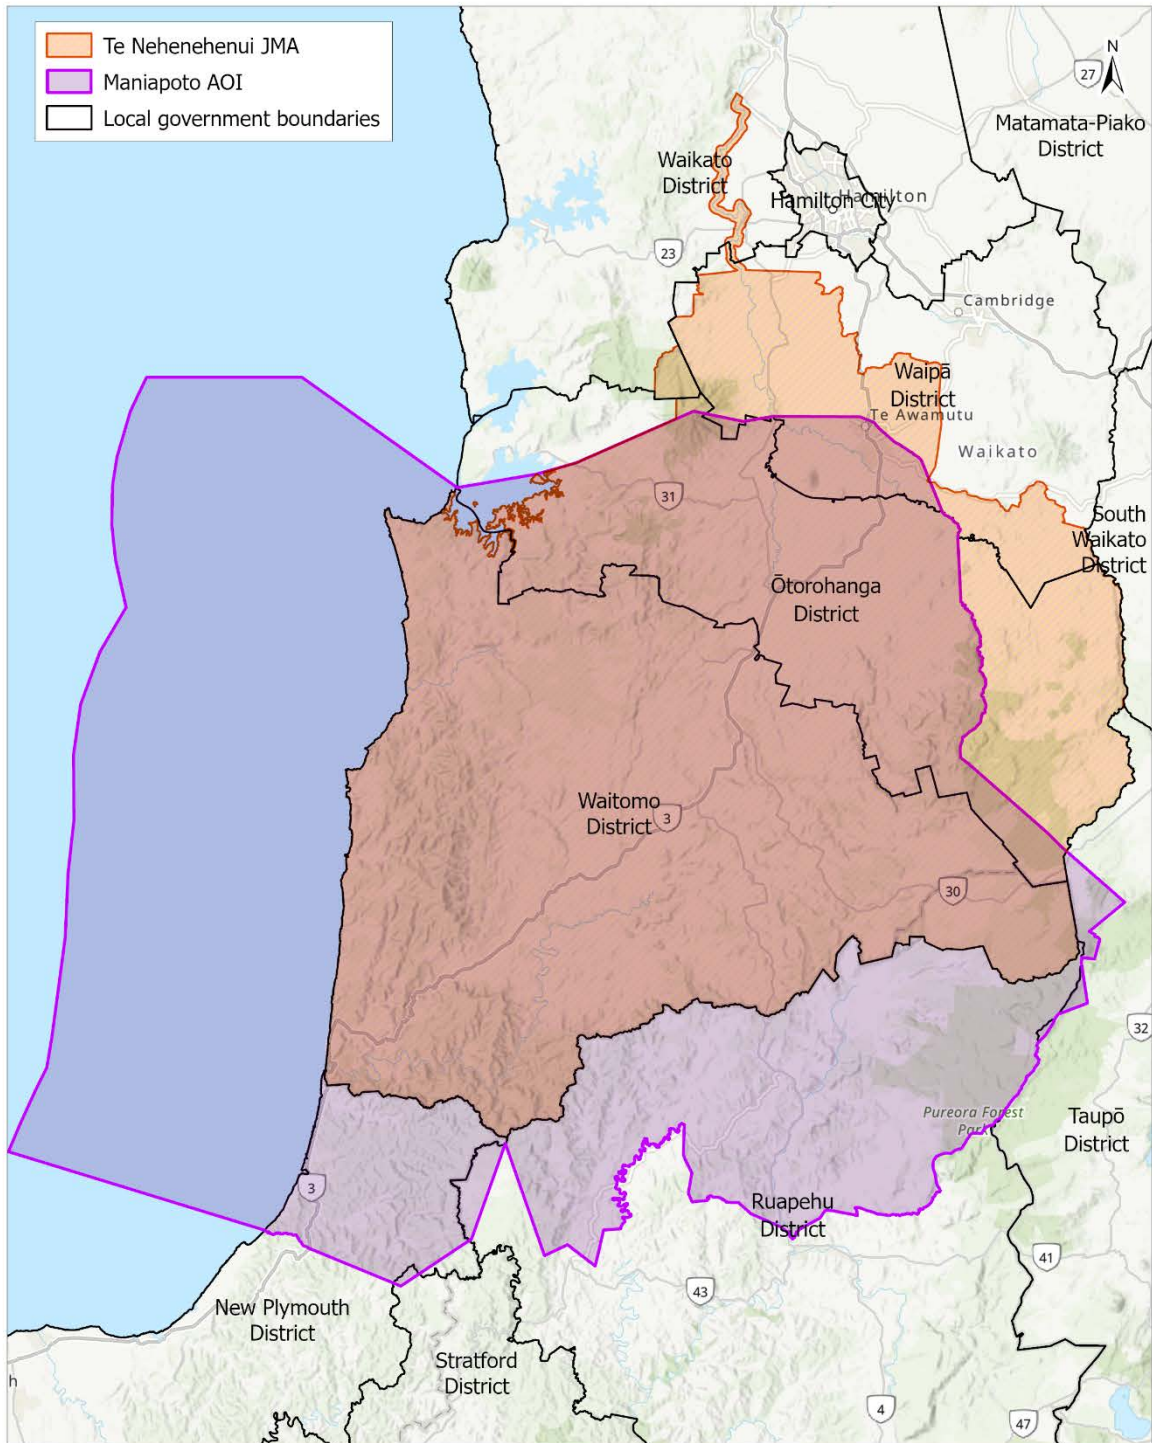 Te Nehenehenui JMA
Maniapoto AOI
Local government boundaries
N
27
Matamata-Piako
District
Waikato
District
Hamilton City
Hamilton
23
Cambridge
Waipā
District
Te Awamutu
Waikato
31
South
Waikato
District
Ōtorohanga
District
Waitomo
District
3
30
32
Pureora Forest
Park
Taupō
District
3
Ruapehu
District
41
43
New Plymouth
District
Stratford
District
h
4
47